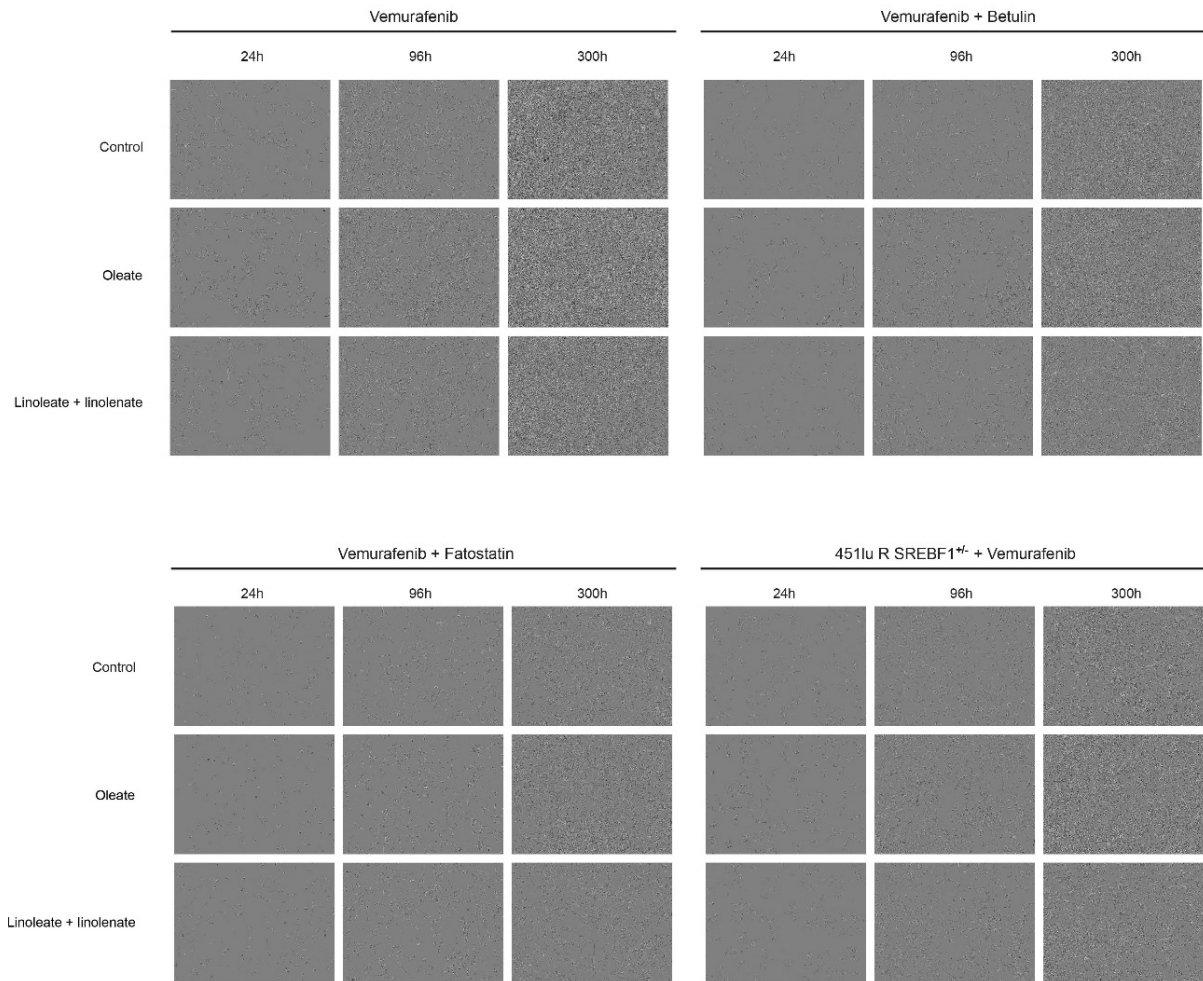 Vemurafenib
Vemurafenib + Betulin
24h 96h 300h
24h 96h 300h
Control
Oleate
Linoleate + linolenate
Vemurafenib + Fatostatin
451lu R SREBF1+/- + Vemurafenib
24h 96h 300h
24h 96h 300h
Control
Oleate
Linoleate + linolenate